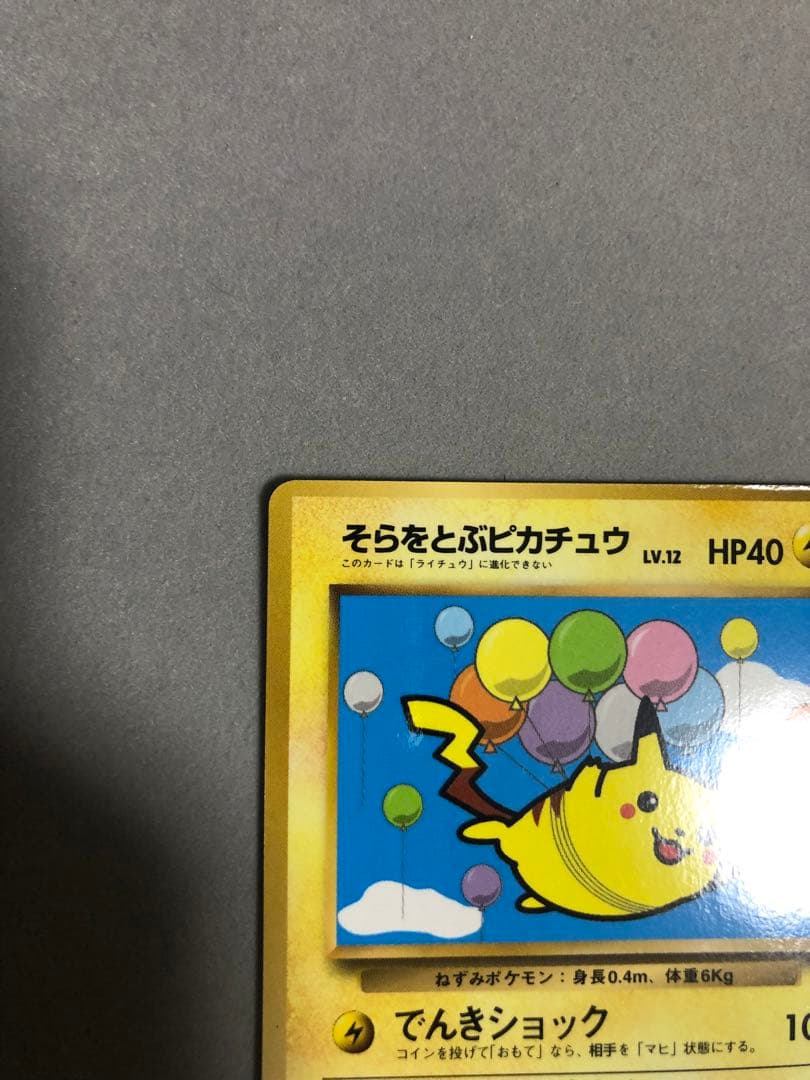 そらをとぶピカチュウ LV.12 HP40
このカードは「ライチュウ」に進化できない
ねずみポケモン：身長0.4m、体重6Kg
でんきショック 10
コインを投げて「おもて」なら、相手を「マヒ」状態にする。